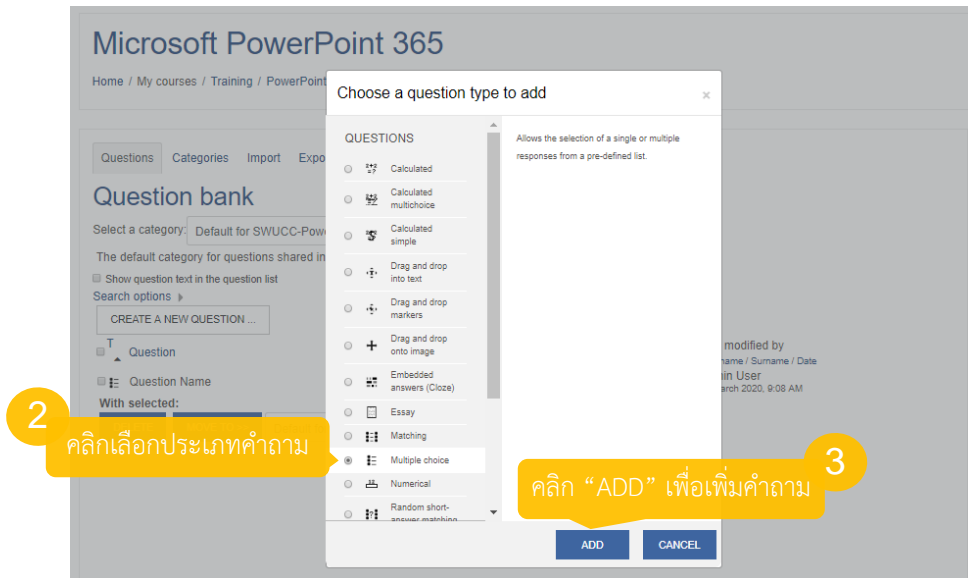 Microsoft PowerPoint 365
Home / My courses / Training / PowerPoint
Choose a question type to add
×
QUESTIONS
Allows the selection of a single or multiple
responses from a pre-defined list.
Calculated
Calculated
multichoice
Calculated
simple
Drag and drop
into text
Drag and drop
markers
Drag and drop
onto image
Embedded
answers (Cloze)
Essay
Matching
Multiple choice
Numerical
Random short-
answer matching
ADD
CANCEL
Questions Categories Import Expo
Question bank
Select a category: Default for SWUCC-Pow
The default category for questions shared in
Show question text in the question list
Search options
CREATE A NEW QUESTION ...
T
Question
Question Name
With selected:
modified by
name / Surname / Date
in User
arch 2020, 9:08 AM
2
คลิกเลือกประเภทคำถาม
3
คลิก “ADD” เพื่อเพิ่มคำถาม